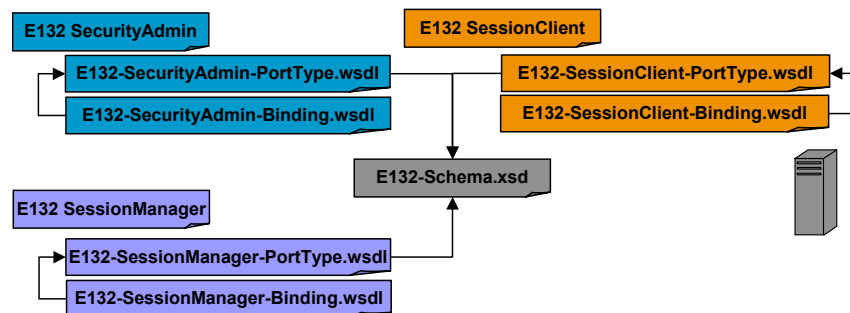 E132 SecurityAdmin
E132-SecurityAdmin-PortType.wsdl
E132-SecurityAdmin-Binding.wsdl
E132 SessionClient
E132-SessionClient-PortType.wsdl
E132-SessionClient-Binding.wsdl
E132-Schema.xsd
E132 SessionManager
E132-SessionManager-PortType.wsdl
E132-SessionManager-Binding.wsdl